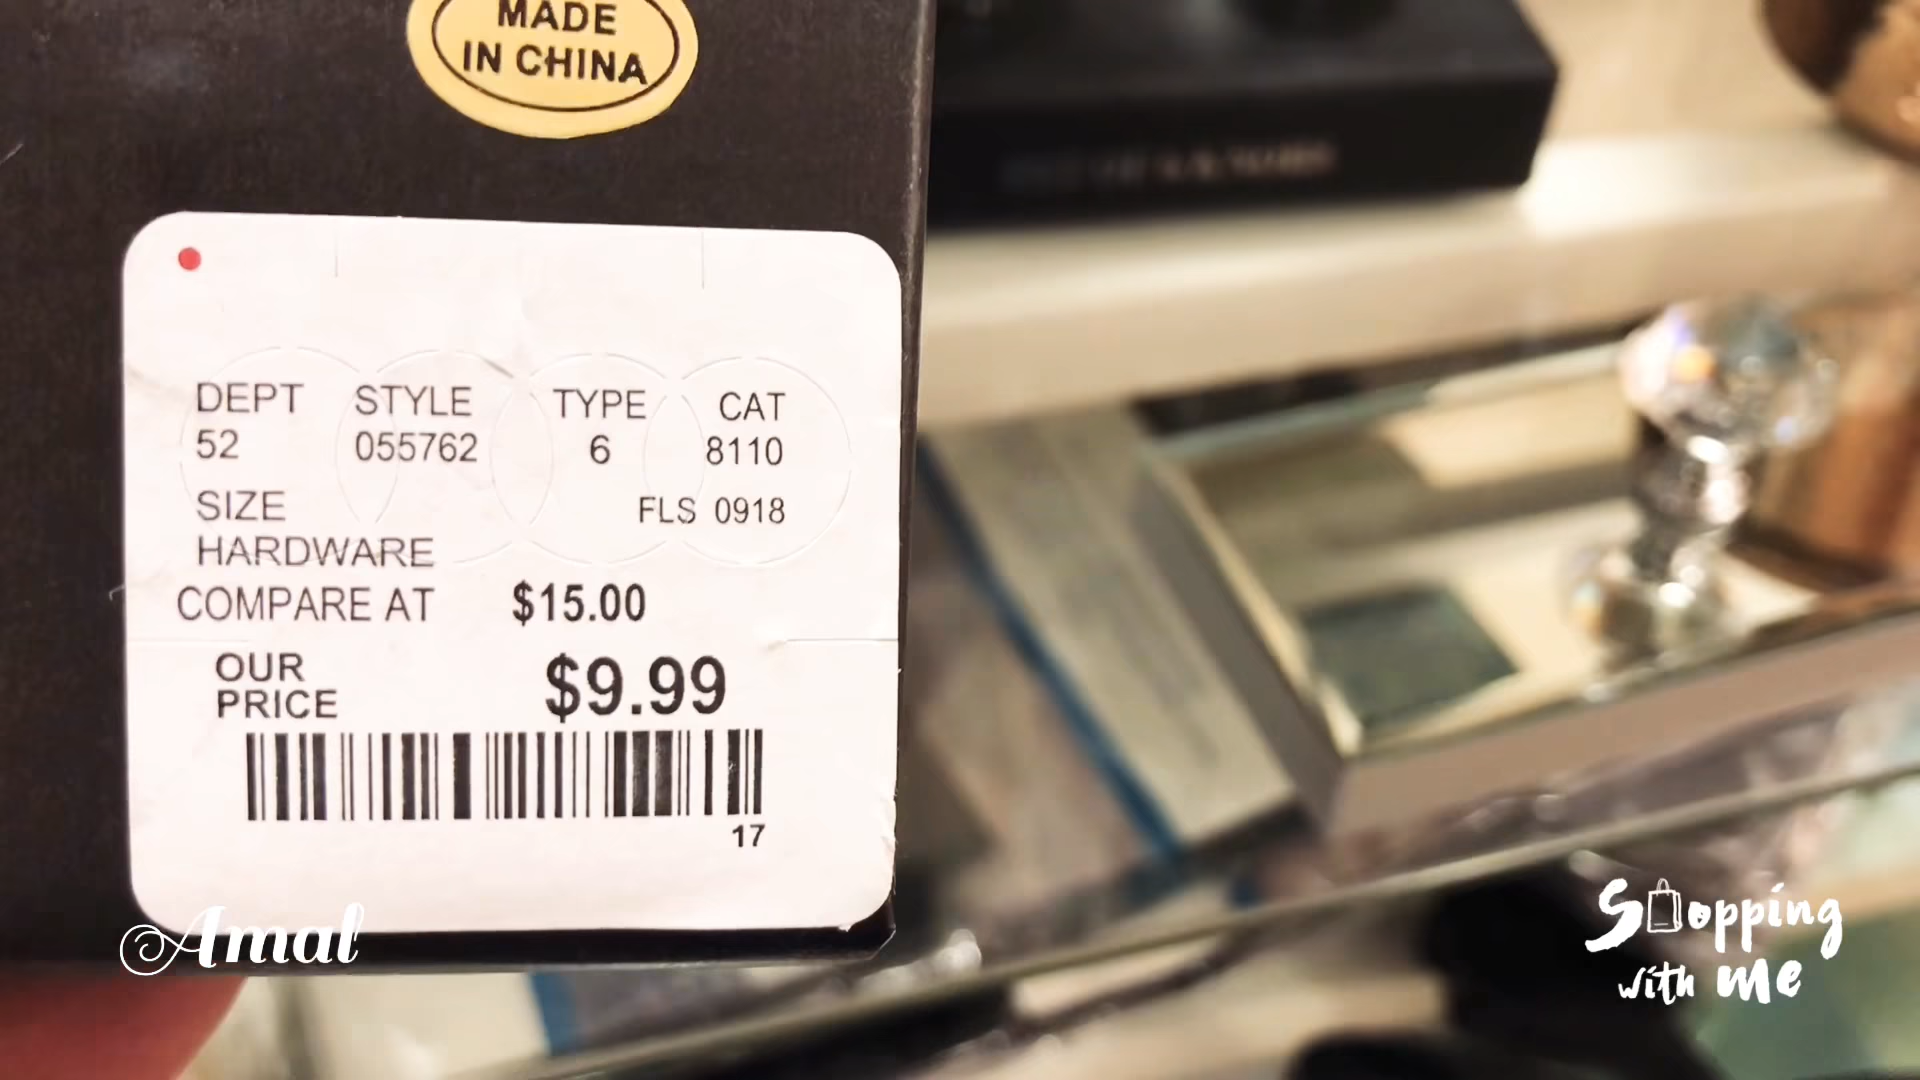 MADE
IN CHINA
DEPT STYLE TYPE CAT
52 055762 6 8110
SIZE FLS 0918
HARDWARE
COMPARE AT $15.00
OUR
PRICE $9.99
17
Amal
Shopping
with me